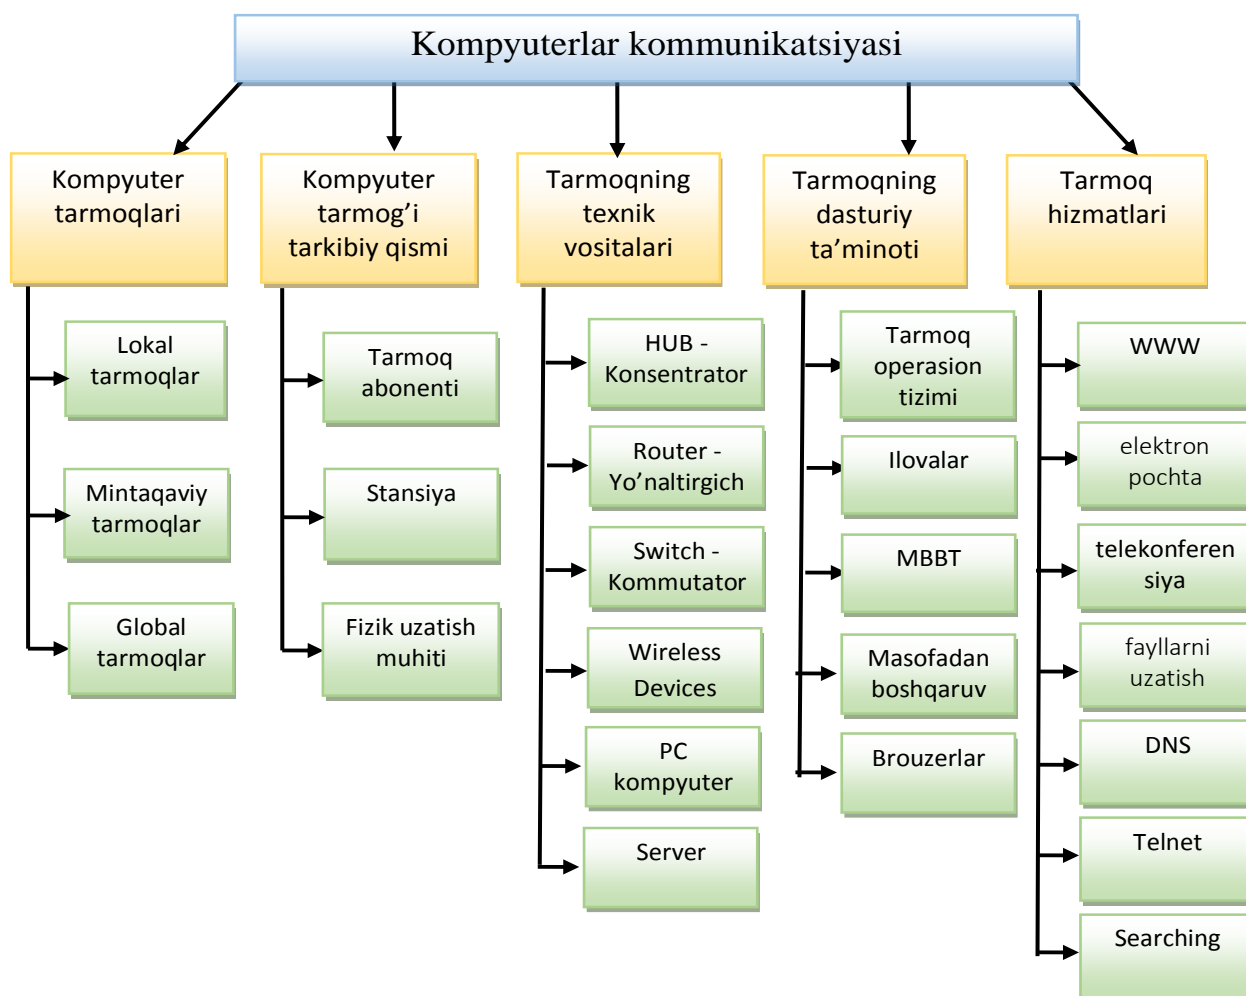 Kompyuterlar kommunikatsiyasi
Kompyuter
tarmoqlari
Lokal
tarmoqlar
Mintaqaviy
tarmoqlar
Global
tarmoqlar
Kompyuter
tarmog’i
tarkibiy qismi
Tarmoq
abonenti
Stansiya
Fizik uzatish
muhiti
Tarmoqning
texnik
vositalari
HUB -
Konsentrator
Router -
Yo’naltirgich
Switch -
Kommutator
Wireless
Devices
PC
kompyuter
Server
Tarmoqning
dasturiy
ta’minoti
Tarmoq
operasion
tizimi
Ilovalar
MBBT
Masofadan
boshqaruv
Brouzerlar
Tarmoq
hizmatlari
WWW
elektron
pochta
telekonferen
siya
fayllarni
uzatish
DNS
Telnet
Searching